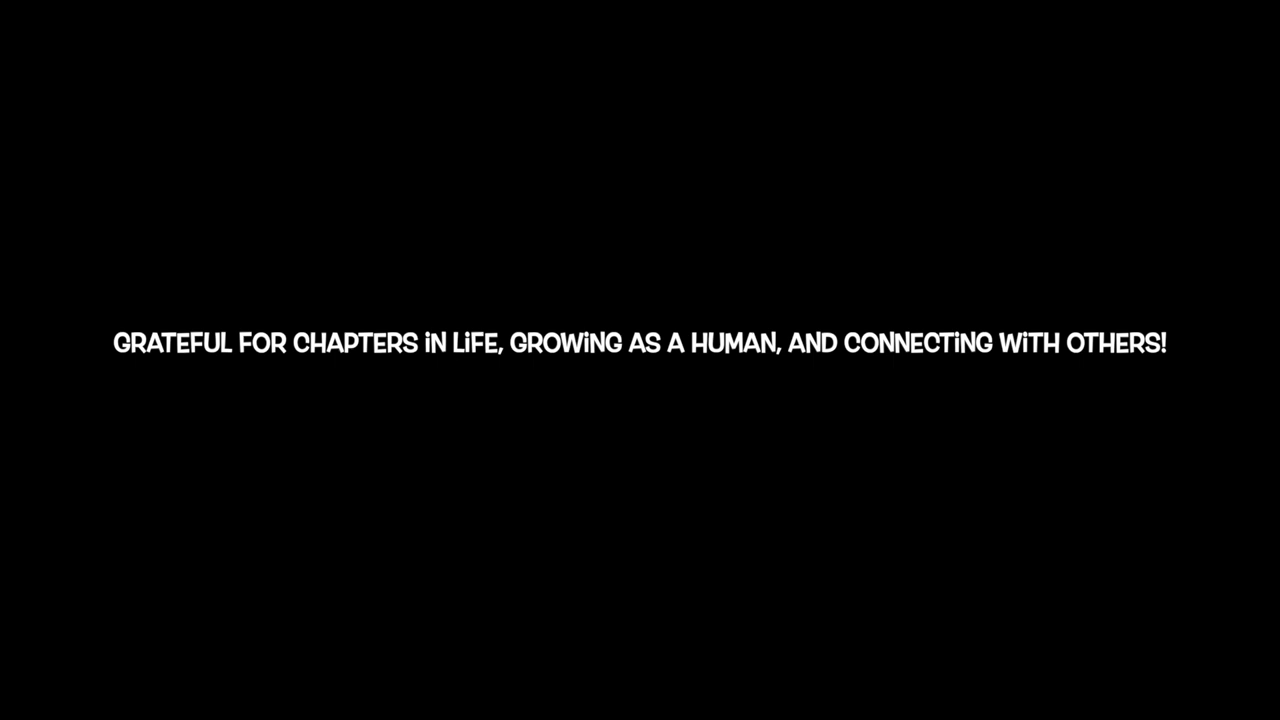 GRATEFUL FOR CHAPTERS iN LiFE, GROWiNG AS A HUMAN, AND CONNECTiNG WiTH OTHERS!